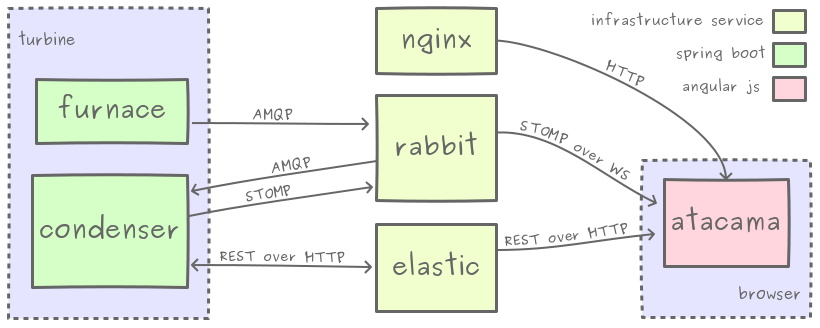 turbine
furnace
condenser
AMQP
AMQP
STOMP
REST over HTTP
nginx
rabbit
elastic
HTTP
STOMP over WS
REST over HTTP
infrastructure service
spring boot
angular js
atacama
browser